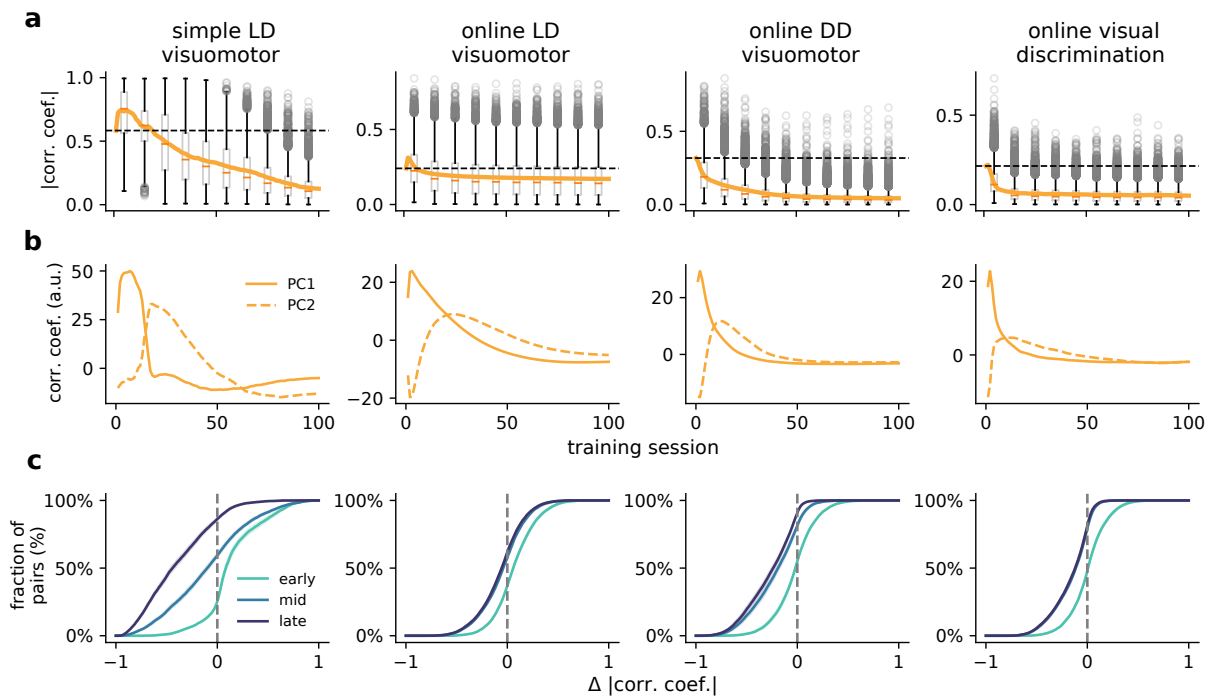 a
simple LD
visuomotor
online LD
visuomotor
online DD
visuomotor
online visual
discrimination
|corr. coef.|
1.0
0.5
0.0
0.5
0.0
0.5
0.0
0.5
0.0
b
corr. coef. (a.u.)
50
25
0
PC1
PC2
20
0
−20
20
0
20
0
0 50 100
0 50 100
0 50 100
0 50 100
training session
c
fraction of
pairs (%)
100%
50%
0%
early
mid
late
100%
50%
0%
100%
50%
0%
100%
50%
0%
−1 0 1
−1 0 1
−1 0 1
−1 0 1
Δ |corr. coef.|